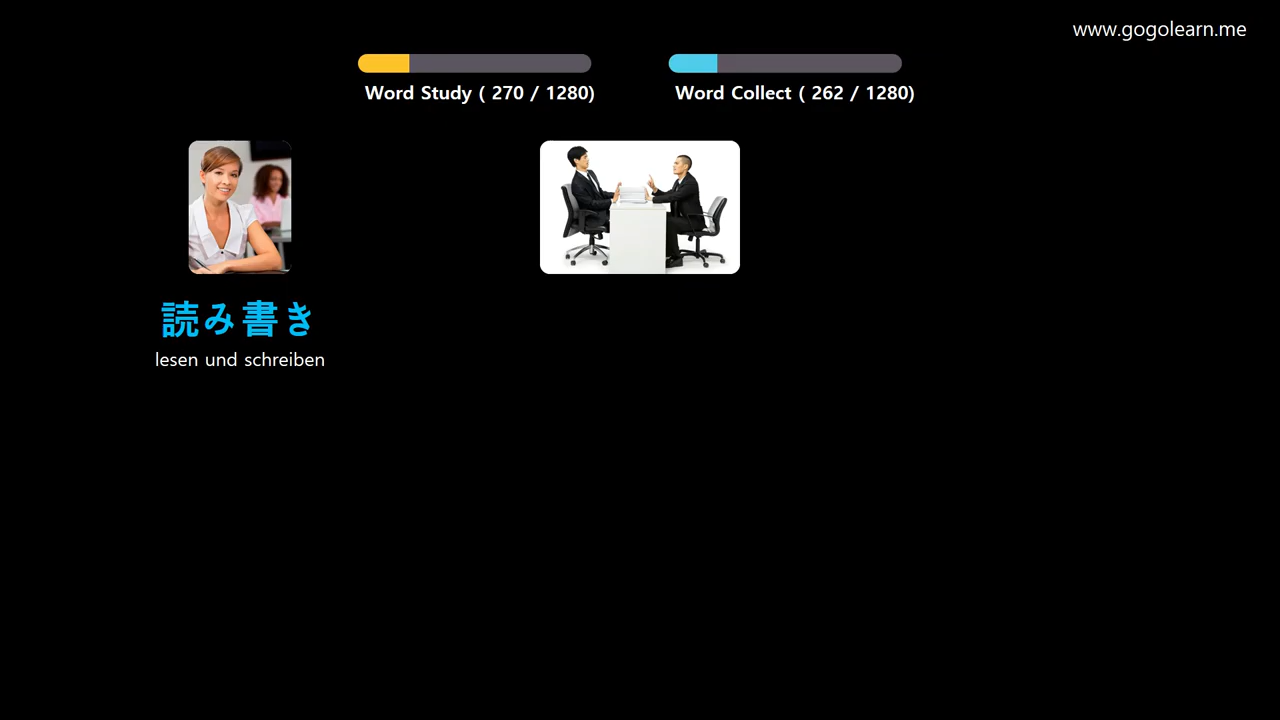 www.gogolearn.me
Word Study ( 270 / 1280)
Word Collect ( 262 / 1280)
読み書き
lesen und schreiben